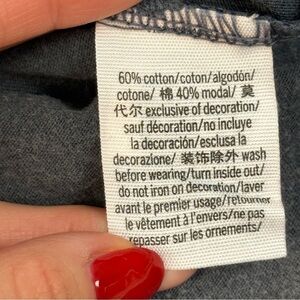 60% cotton/coton/algodón/
cotone/ 棉 40% modal/ 莫
代尔 exclusive of decoration/
sauf décoration/no incluye
la decoración/esclusa la
decorazione/ 装饰除外 wash
before wearing/turn inside out/
do not iron on decoration/laver
avant le premier usage/retourner
le vêtement à l'envers/ne pas
repasser sur les ornements/